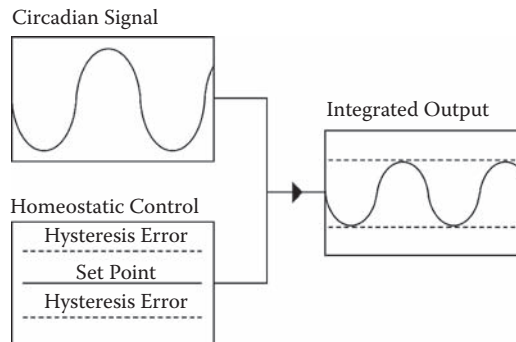 Circadian Signal
Integrated Output
Homeostatic Control
Hysteresis Error
Set Point
Hysteresis Error